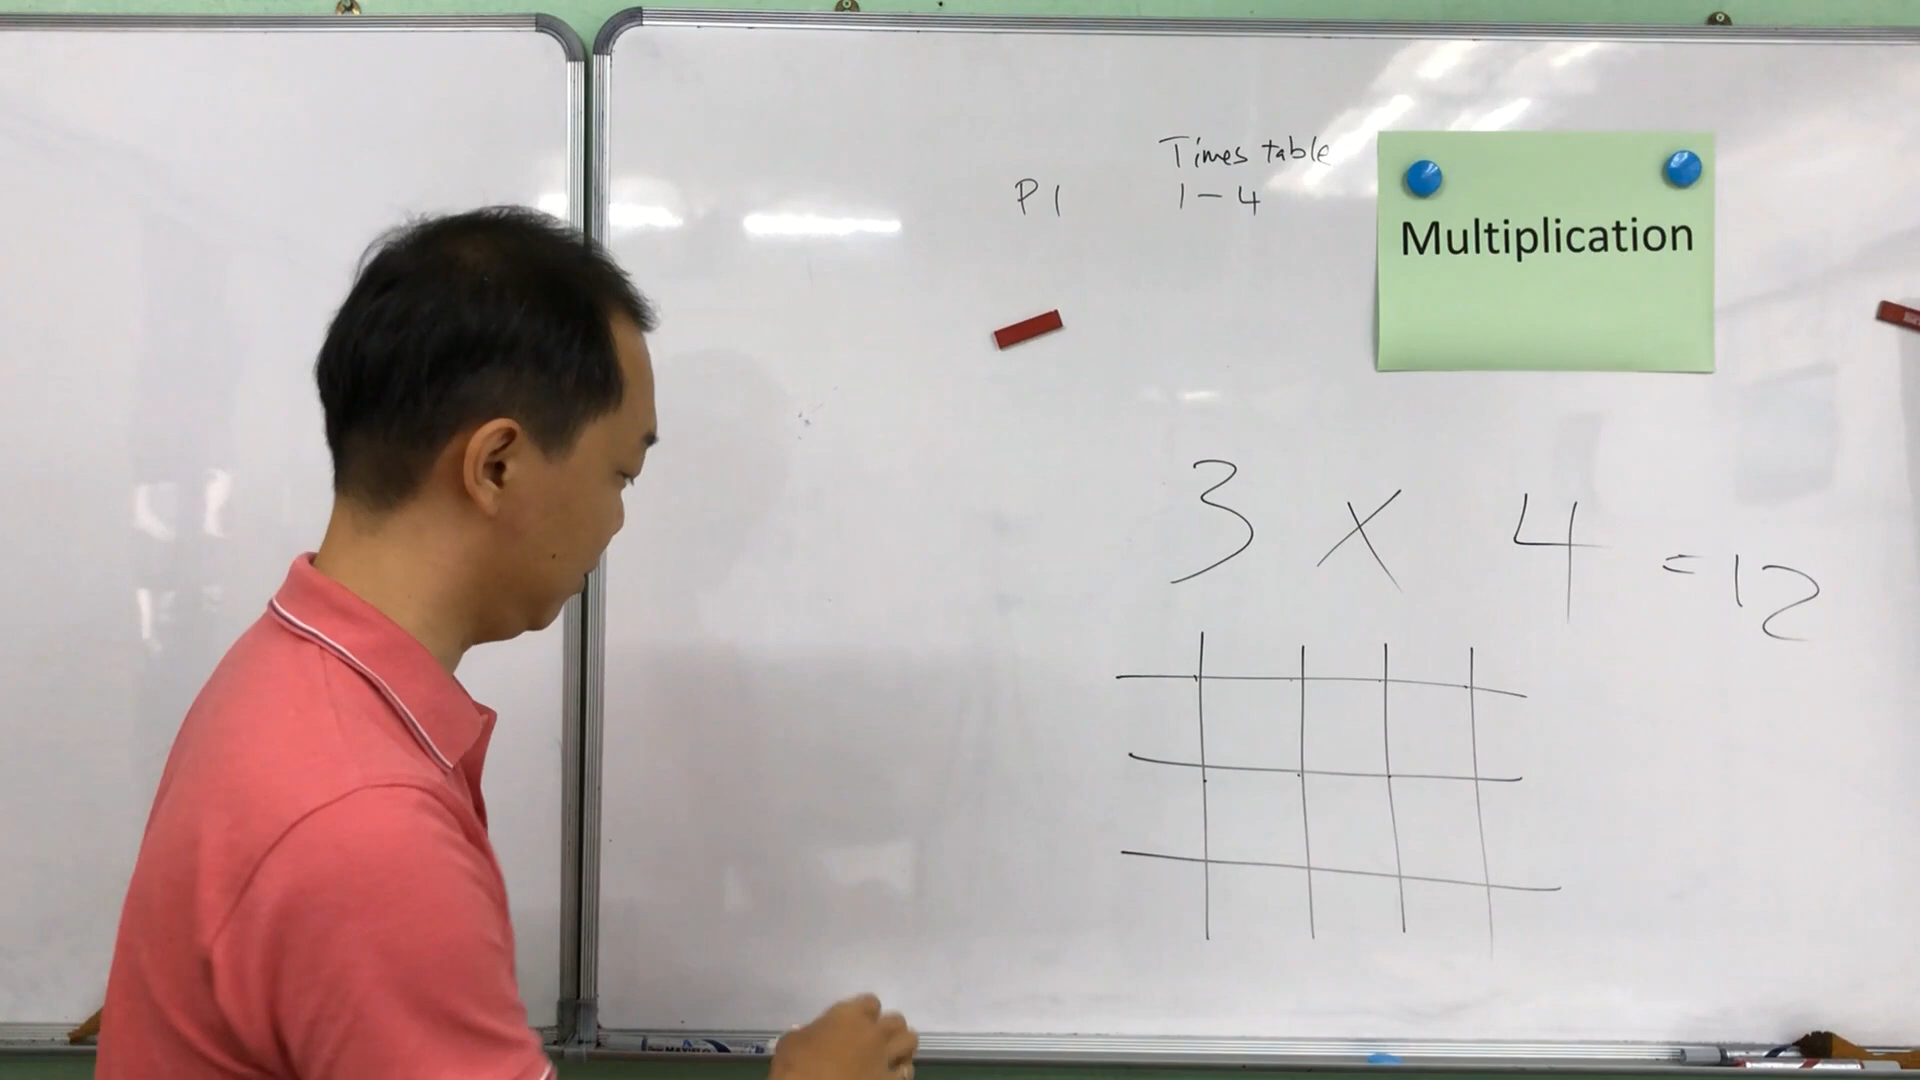 Times table
P1 1-4
Multiplication
3 × 4 = 12